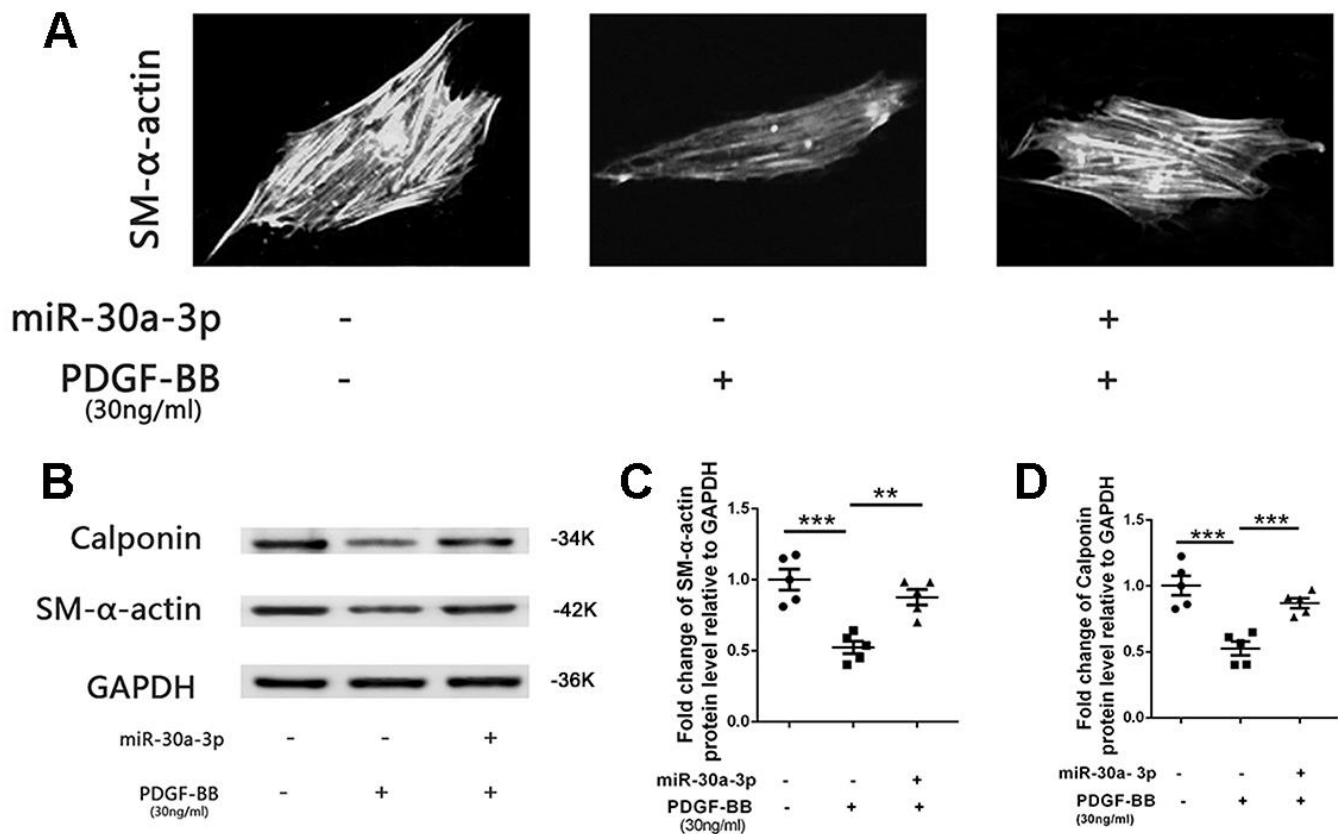 A
SM-α-actin
miR-30a-3p - - +
PDGF-BB - + +
(30ng/ml)
B
Calponin -34K
SM-α-actin -42K
GAPDH -36K
miR-30a-3p - - +
PDGF-BB - + +
(30ng/ml)
C
Fold change of SM-α-actin
protein level relative to GAPDH
1.5
1.0
0.5
0.0
***
**
miR-30a-3p - - +
PDGF-BB - + +
(30ng/ml)
D
Fold change of Calponin
protein level relative to GAPDH
1.5
1.0
0.5
0.0
***
***
miR-30a- 3p - - +
PDGF-BB - + +
(30ng/ml)